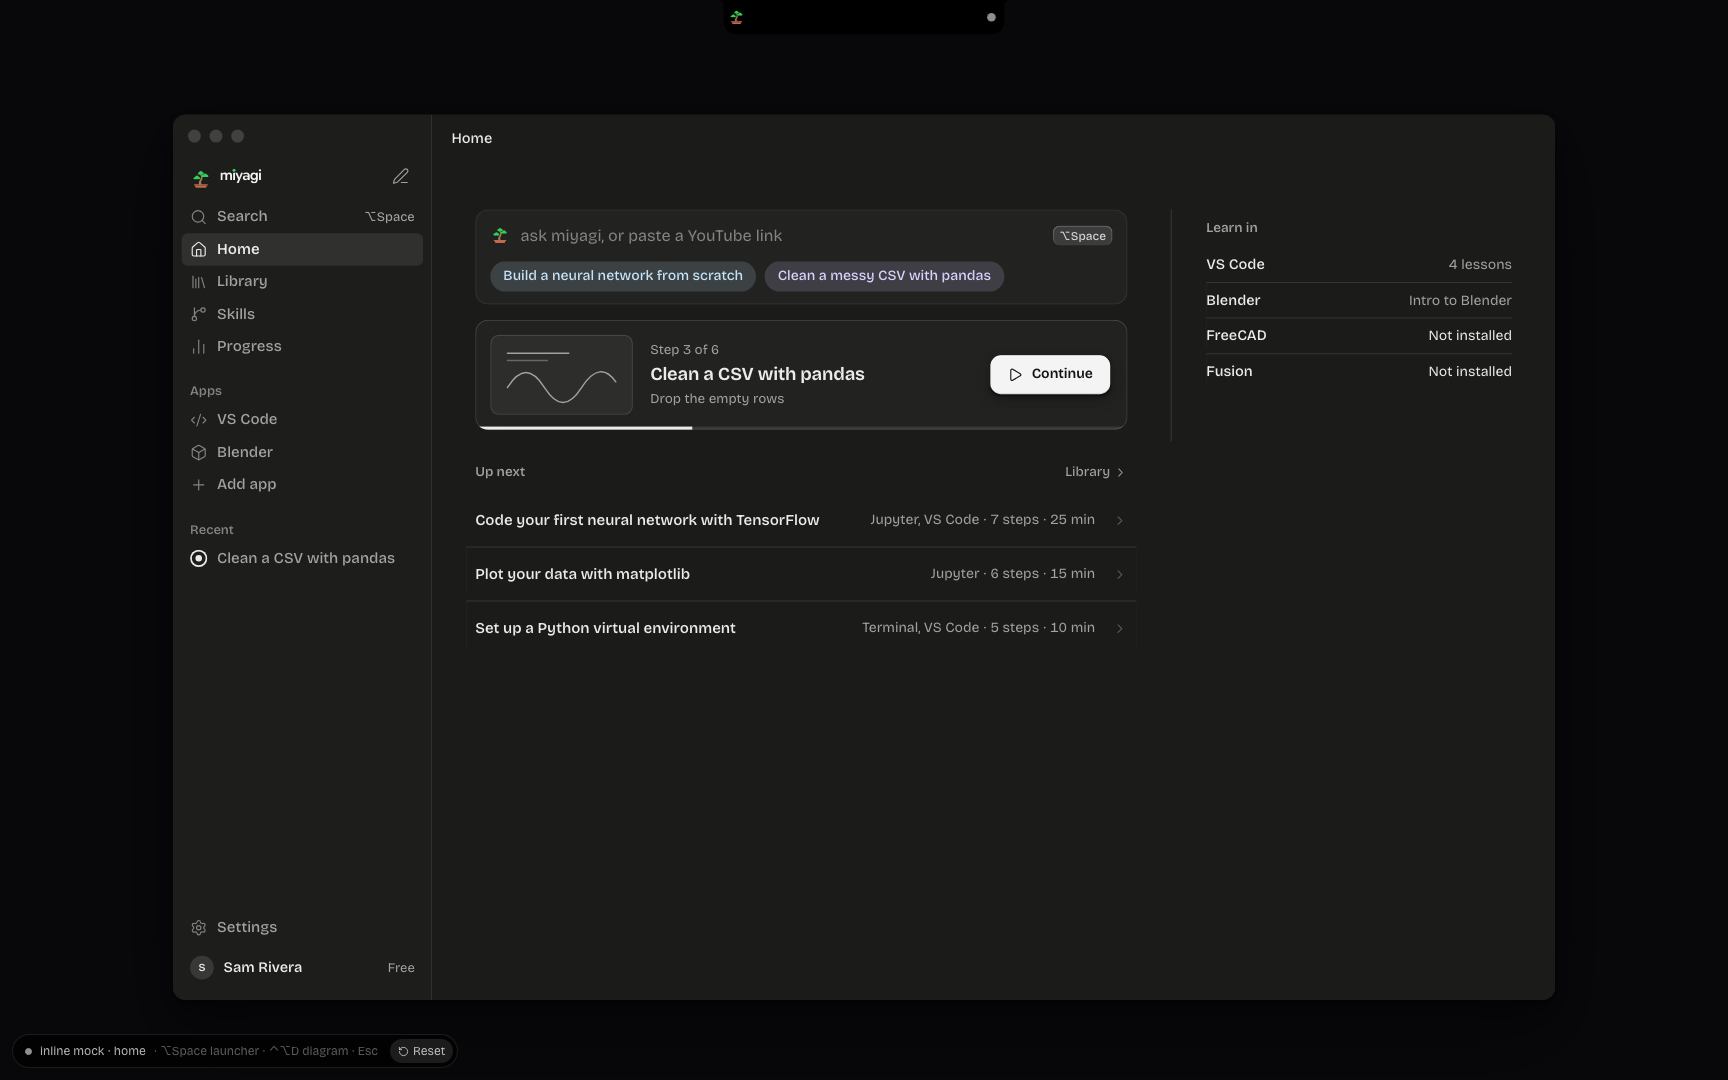 miyagi
Search ⌥Space
Home
Library
Skills
Progress
Apps
VS Code
Blender
Add app
Recent
Clean a CSV with pandas
Settings
S Sam Rivera Free
Home
ask miyagi, or paste a YouTube link ⌥Space
Build a neural network from scratch Clean a messy CSV with pandas
Step 3 of 6
Clean a CSV with pandas
Drop the empty rows
Continue
Up next Library
Code your first neural network with TensorFlow Jupyter, VS Code · 7 steps · 25 min
Plot your data with matplotlib Jupyter · 6 steps · 15 min
Set up a Python virtual environment Terminal, VS Code · 5 steps · 10 min
Learn in
VS Code 4 lessons
Blender Intro to Blender
FreeCAD Not installed
Fusion Not installed
inline mock · home · ⌥Space launcher · ^⌥D diagram · Esc Reset